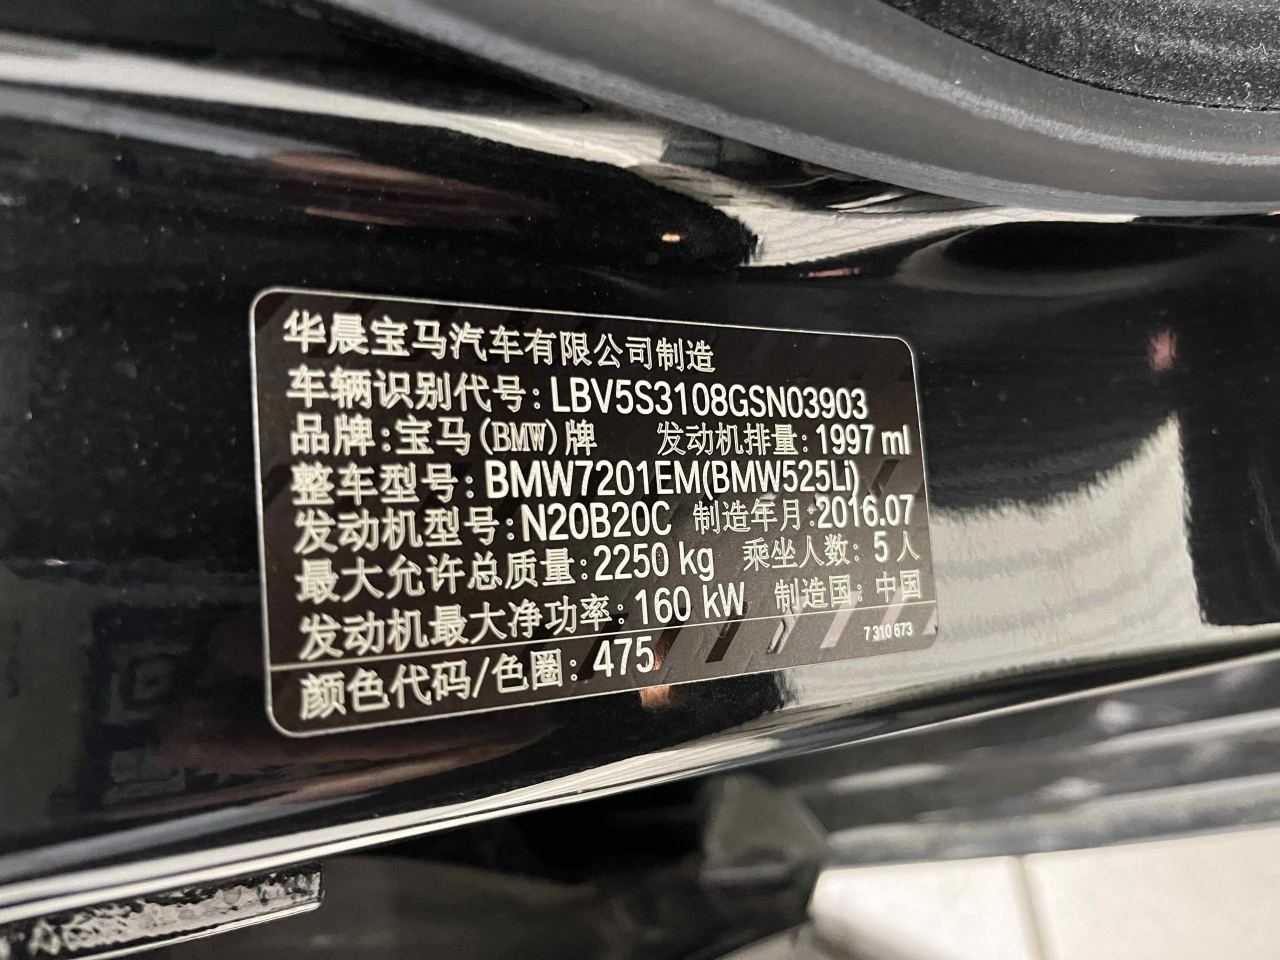 华晨宝马汽车有限公司制造
车辆识别代号:LBV5S3108GSN03903
品牌:宝马(BMW)牌 发动机排量:1997 ml
整车型号:BMW7201EM(BMW525Li)
发动机型号:N20B20C 制造年月:2016.07
最大允许总质量:2250 kg 乘坐人数: 5 人
发动机最大净功率:160 kW 制造国: 中国
7 310 673
颜色代码/色圈: 475